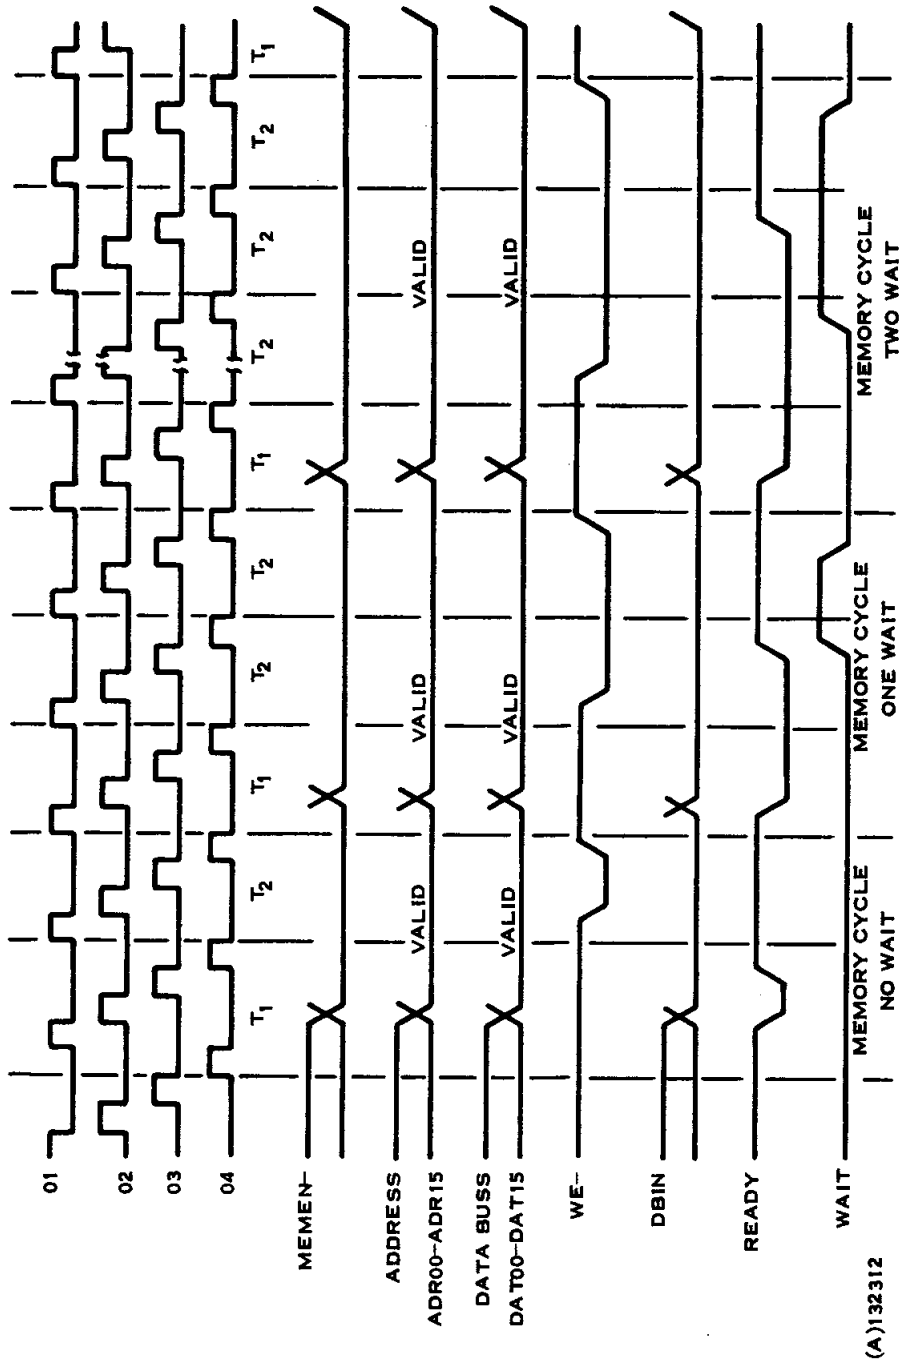 01
02
03
04
T1 T2 T1 T2 T2 T1 T2 T2 T2 T1
MEMEN-
ADDRESS
VALID VALID VALID
ADR00-ADR15
DATA BUSS
VALID VALID VALID
DAT00-DAT15
WE-
DBIN
READY
WAIT
MEMORY CYCLE
NO WAIT
MEMORY CYCLE
ONE WAIT
MEMORY CYCLE
TWO WAIT
(A)132312